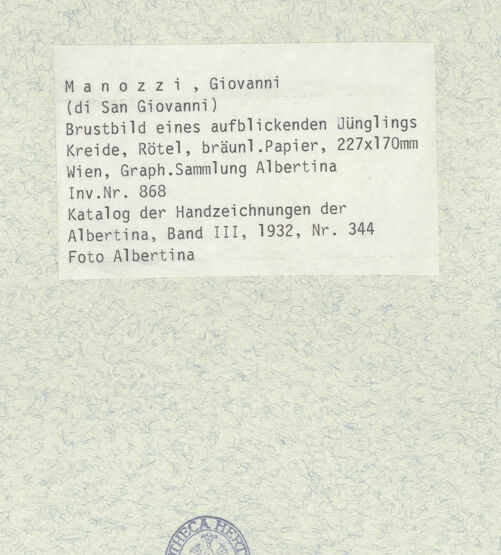 Manozzi, Giovanni
(di San Giovanni)
Brustbild eines aufblickenden Jünglings
Kreide, Rötel, bräunl.Papier, 227x170mm
Wien, Graph.Sammlung Albertina
Inv.Nr. 868
Katalog der Handzeichnungen der
Albertina, Band III, 1932, Nr. 344
Foto Albertina